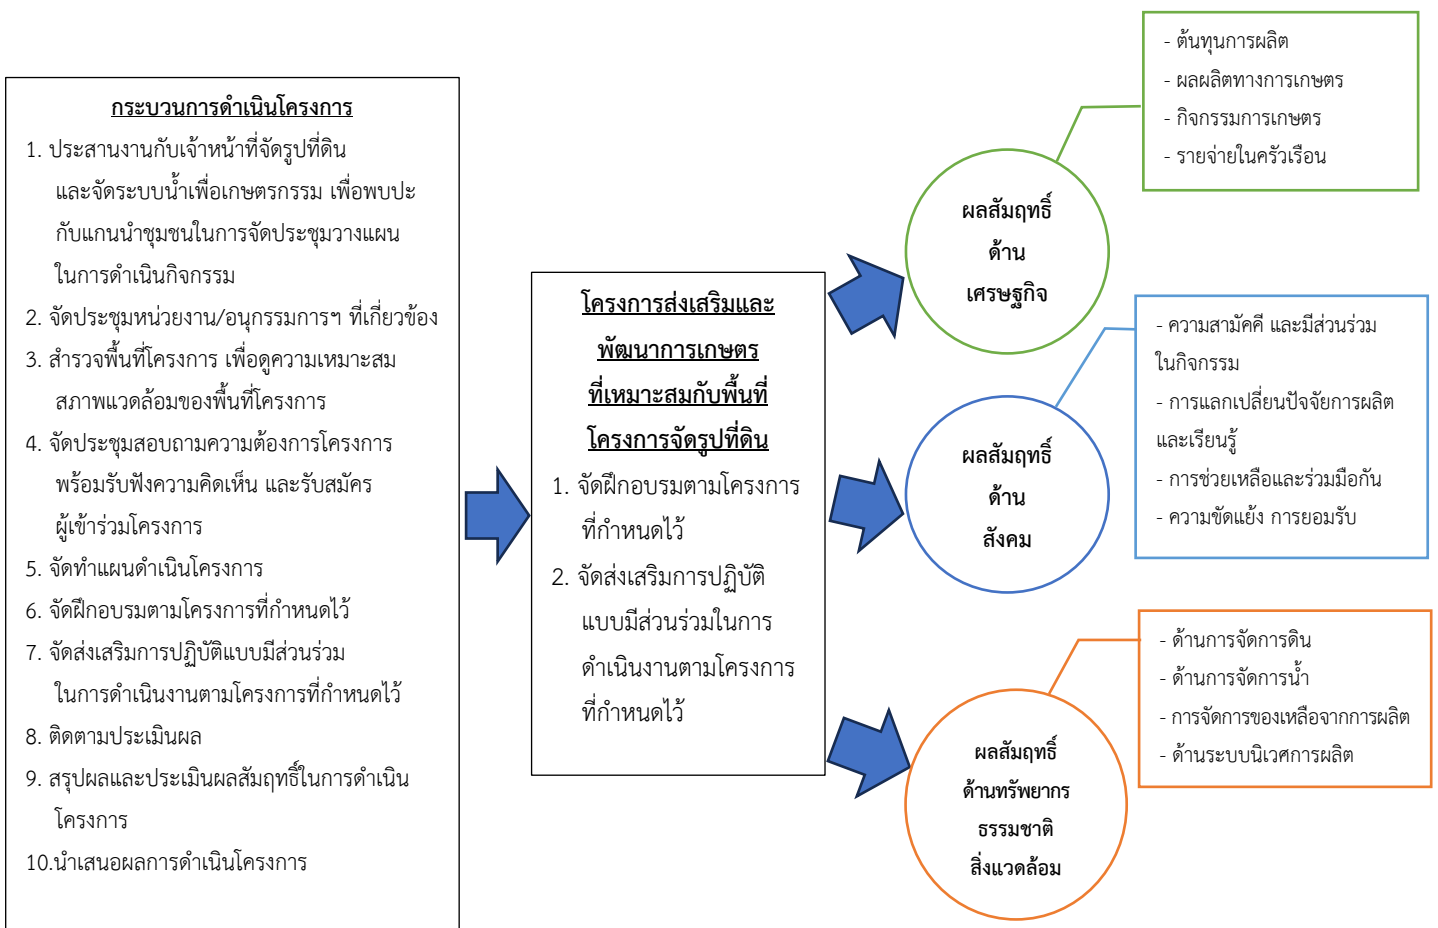 กระบวนการดำเนินโครงการ
1. ประสานงานกับเจ้าหน้าที่จัดรูปที่ดิน
และจัดระบบน้ำเพื่อเกษตรกรรม เพื่อพบปะ
กับแกนนำชุมชนในการจัดประชุมวางแผน
ในการดำเนินกิจกรรม
2. จัดประชุมหน่วยงาน/อนุกรรมการฯ ที่เกี่ยวข้อง
3. สำรวจพื้นที่โครงการ เพื่อดูความเหมาะสม
สภาพแวดล้อมของพื้นที่โครงการ
4. จัดประชุมสอบถามความต้องการโครงการ
พร้อมรับฟังความคิดเห็น และรับสมัคร
ผู้เข้าร่วมโครงการ
5. จัดทำแผนดำเนินโครงการ
6. จัดฝึกอบรมตามโครงการที่กำหนดไว้
7. จัดส่งเสริมการปฏิบัติแบบมีส่วนร่วม
ในการดำเนินงานตามโครงการที่กำหนดไว้
8. ติดตามประเมินผล
9. สรุปผลและประเมินผลสัมฤทธิ์ในการดำเนิน
โครงการ
10.นำเสนอผลการดำเนินโครงการ
โครงการส่งเสริมและ
พัฒนาการเกษตร
ที่เหมาะสมกับพื้นที่
โครงการจัดรูปที่ดิน
1. จัดฝึกอบรมตามโครงการ
ที่กำหนดไว้
2. จัดส่งเสริมการปฏิบัติ
แบบมีส่วนร่วมในการ
ดำเนินงานตามโครงการ
ที่กำหนดไว้
ผลสัมฤทธิ์
ด้าน
เศรษฐกิจ
- ต้นทุนการผลิต
- ผลผลิตทางการเกษตร
- กิจกรรมการเกษตร
- รายจ่ายในครัวเรือน
ผลสัมฤทธิ์
ด้าน
สังคม
- ความสามัคคี และมีส่วนร่วม
ในกิจกรรม
- การแลกเปลี่ยนปัจจัยการผลิต
และเรียนรู้
- การช่วยเหลือและร่วมมือกัน
- ความขัดแย้ง การยอมรับ
ผลสัมฤทธิ์
ด้านทรัพยากร
ธรรมชาติ
สิ่งแวดล้อม
- ด้านการจัดการดิน
- ด้านการจัดการน้ำ
- การจัดการของเหลือจากการผลิต
- ด้านระบบนิเวศการผลิต